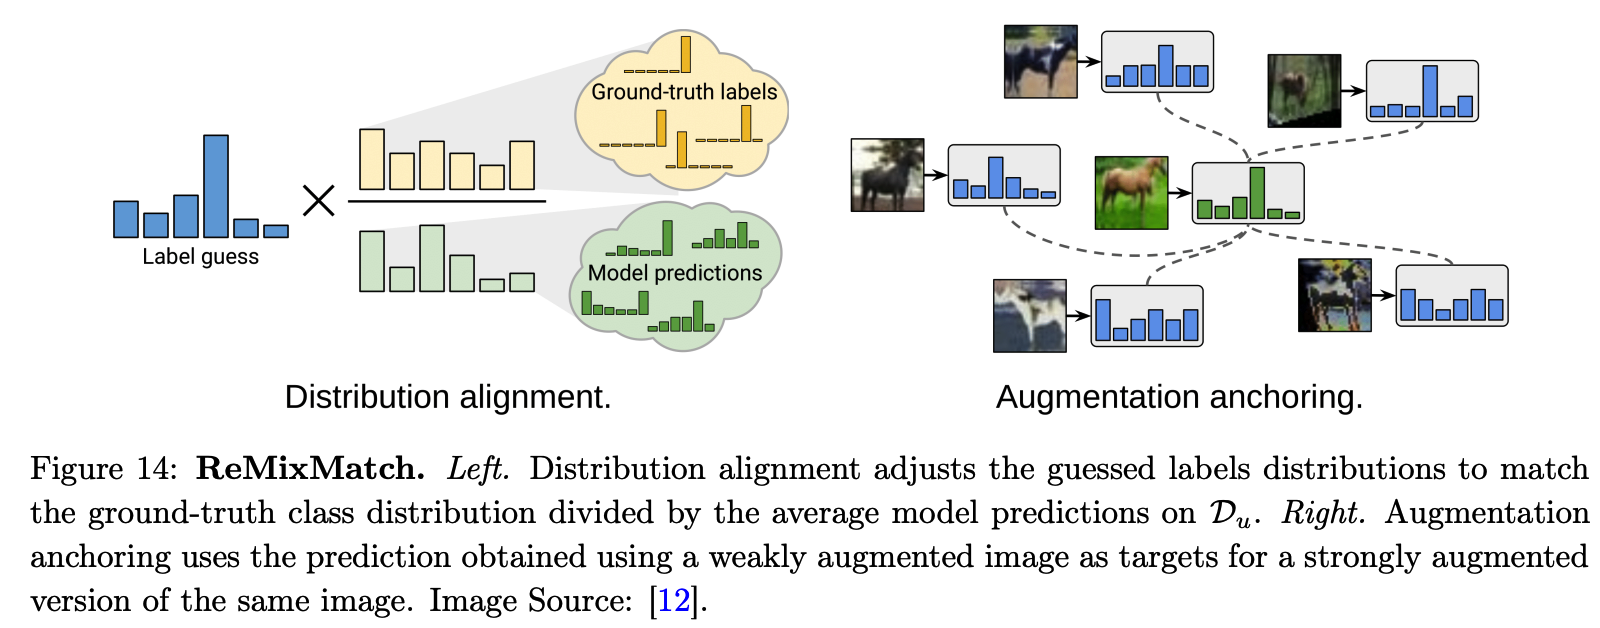 Ground-truth labels
Label guess
Model predictions
Distribution alignment.
Augmentation anchoring.
Figure 14: ReMixMatch. Left. Distribution alignment adjusts the guessed labels distributions to match
the ground-truth class distribution divided by the average model predictions on 𝒟ᵤ. Right. Augmentation
anchoring uses the prediction obtained using a weakly augmented image as targets for a strongly augmented
version of the same image. Image Source: [12].